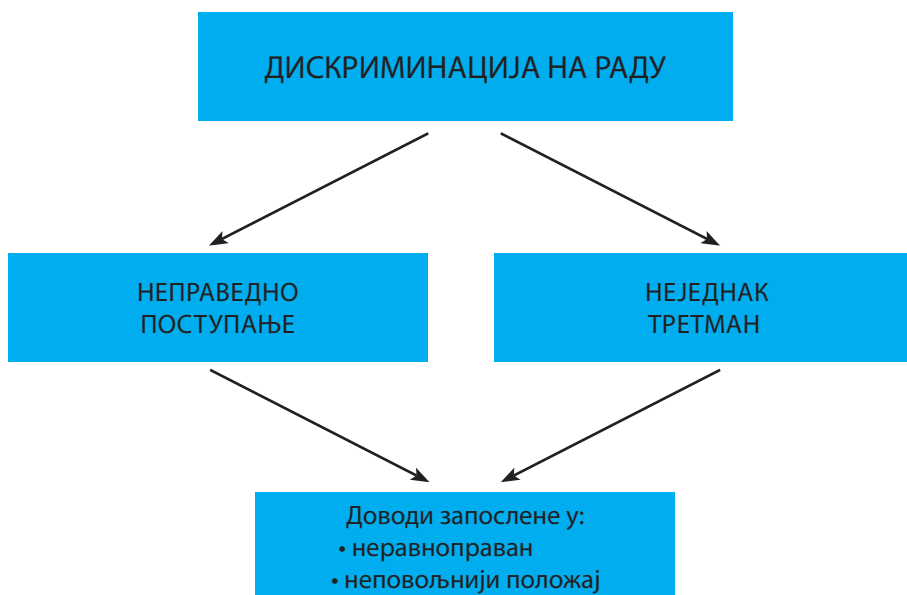 ДИСКРИМИНАЦИЈА НА РАДУ
НЕПРАВЕДНО
ПОСТУПАЊЕ
НЕЈЕДНАК
ТРЕТМАН
Доводи запослене у:
• неравноправан
• неповољнији положај